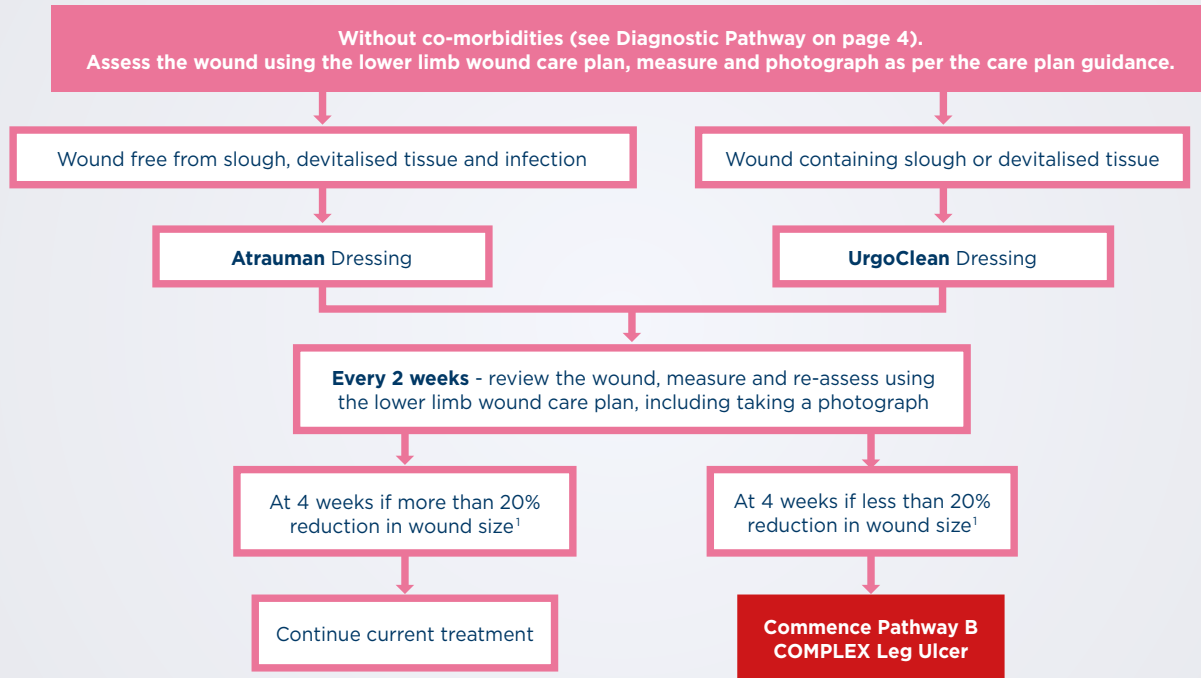 Without co-morbidities (see Diagnostic Pathway on page 4).
Assess the wound using the lower limb wound care plan, measure and photograph as per the care plan guidance.
Wound free from slough, devitalised tissue and infection
Wound containing slough or devitalised tissue
Atrauman Dressing
UrgoClean Dressing
Every 2 weeks - review the wound, measure and re-assess using
the lower limb wound care plan, including taking a photograph
At 4 weeks if more than 20%
reduction in wound size¹
At 4 weeks if less than 20%
reduction in wound size¹
Continue current treatment
Commence Pathway B
COMPLEX Leg Ulcer